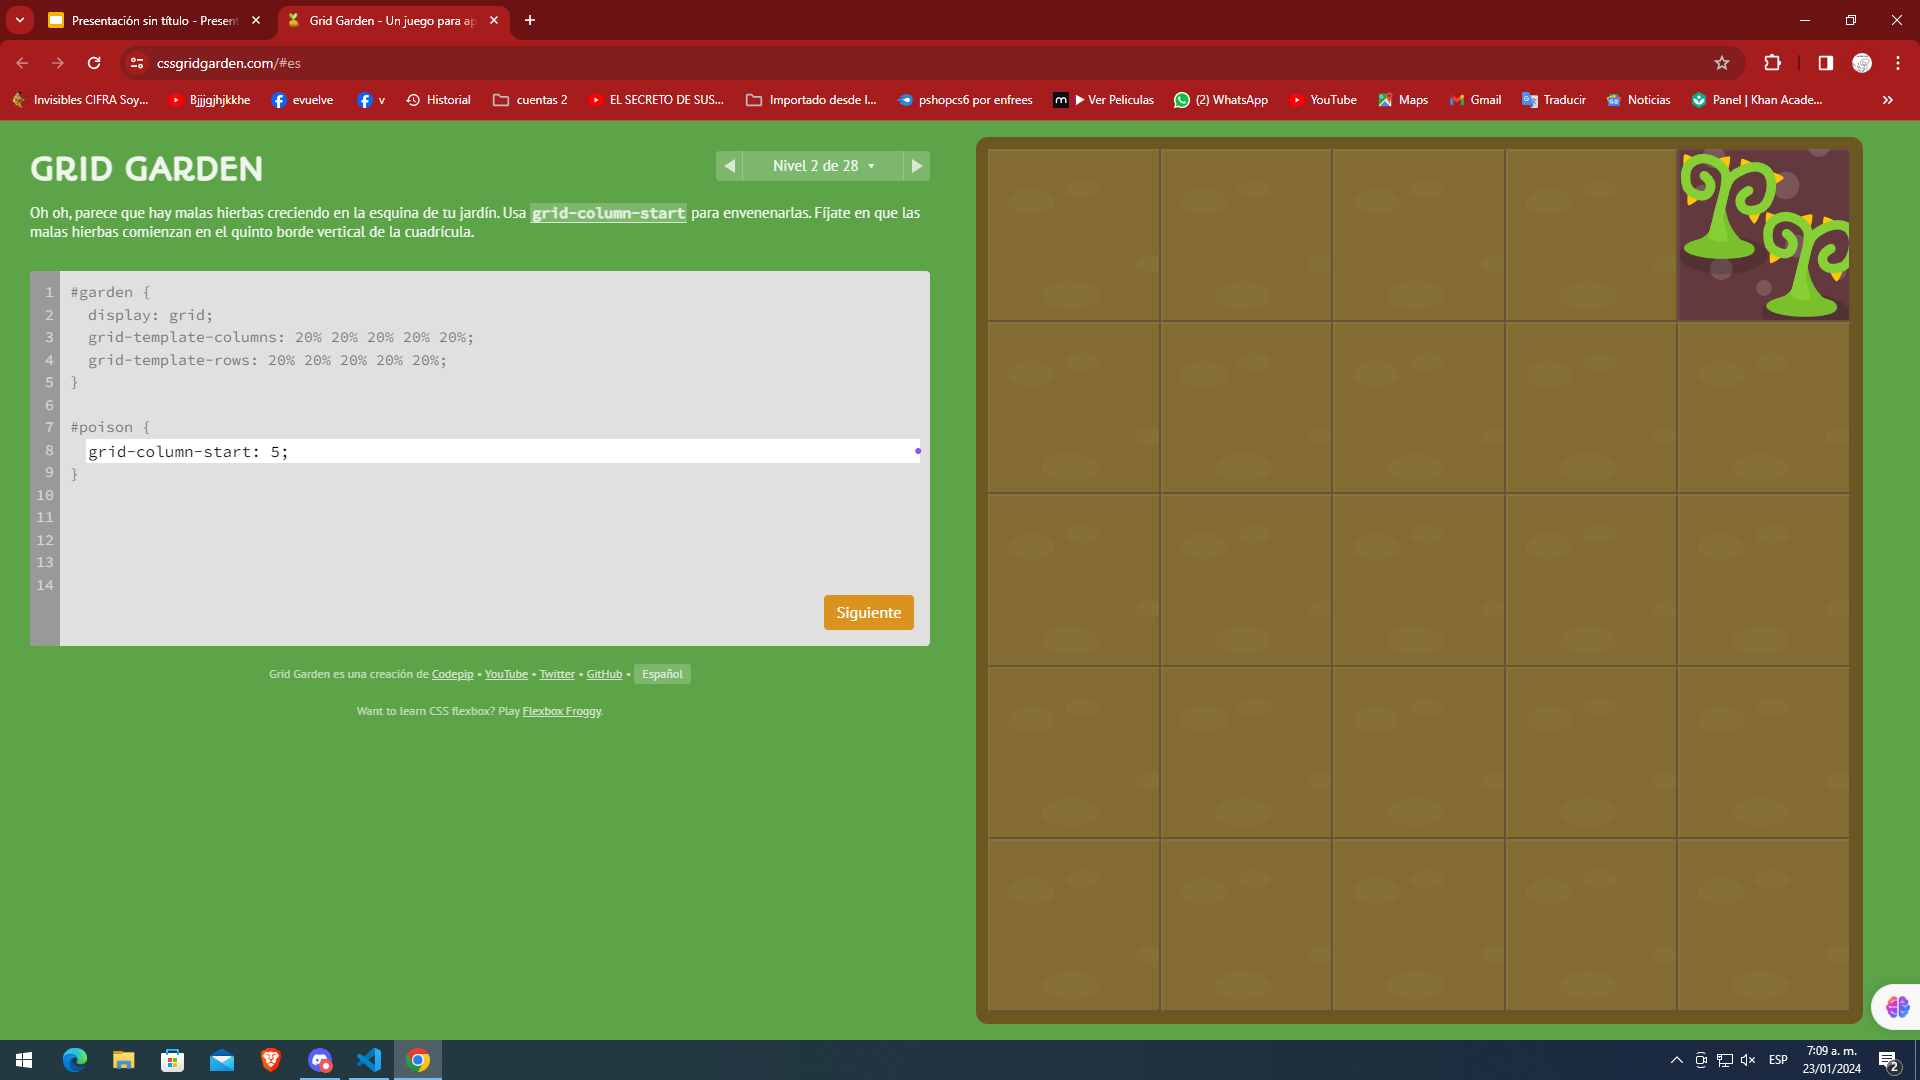 Presentación sin título - Present
Grid Garden - Un juego para ap
cssgridgarden.com/#es
Invisibles CIFRA Soy...
Bjjjgjhjkkhe
evuelve
v
Historial
cuentas 2
EL SECRETO DE SUS...
Importado desde l...
pshopcs6 por enfrees
m
▶ Ver Peliculas
(2) WhatsApp
YouTube
Maps
Gmail
Traducir
Noticias
Panel | Khan Acade...
GRID GARDEN
Nivel 2 de 28
Oh oh, parece que hay malas hierbas creciendo en la esquina de tu jardín. Usa grid-column-start para envenenarlas. Fíjate en que las
malas hierbas comienzan en el quinto borde vertical de la cuadrícula.
1 #garden {
2 display: grid;
3 grid-template-columns: 20% 20% 20% 20% 20%;
4 grid-template-rows: 20% 20% 20% 20% 20%;
5 }
6
7 #poison {
8 grid-column-start: 5;
9 }
10
11
12
13
14
Siguiente
Grid Garden es una creación de Codepip • YouTube • Twitter • GitHub • Español
Want to learn CSS flexbox? Play Flexbox Froggy.
ESP
7:09 a. m.
23/01/2024
2